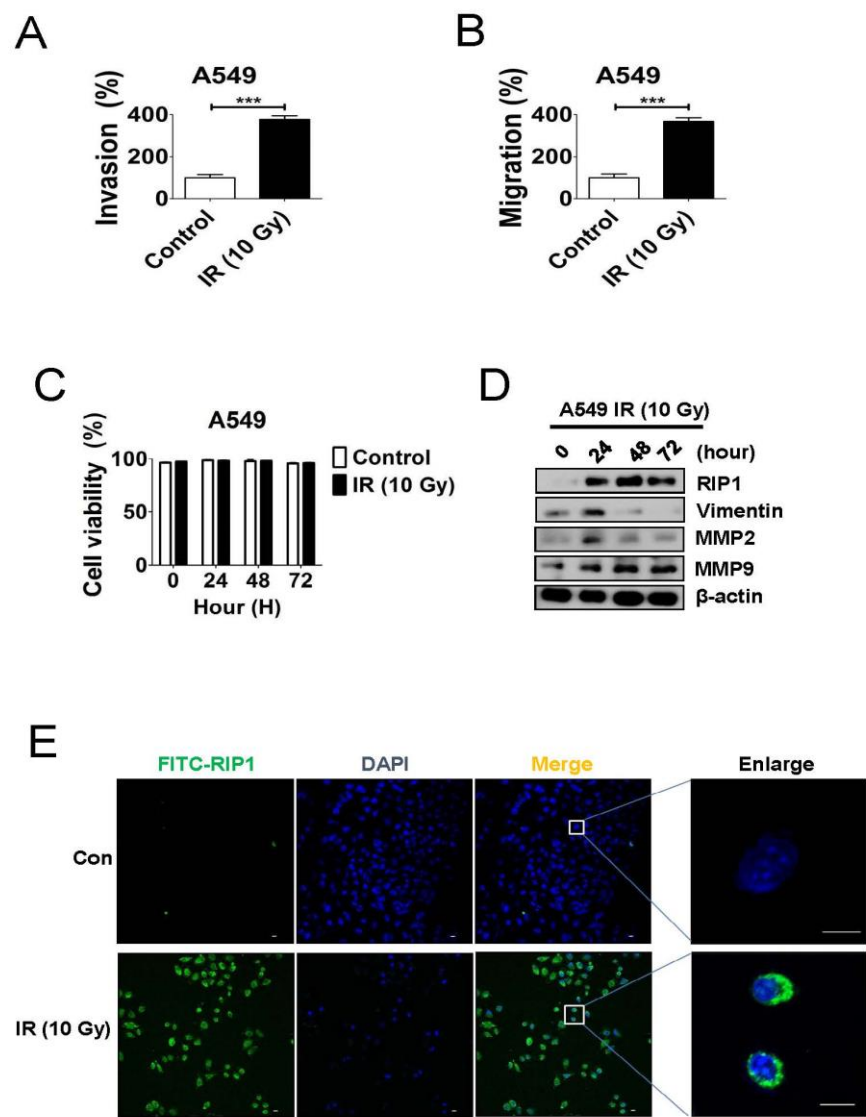 A
A549
Invasion (%)
400
200
0
***
Control
IR (10 Gy)
B
A549
Migration (%)
400
200
0
***
Control
IR (10 Gy)
C
A549
Cell viability (%)
100
50
0
0 24 48 72
Hour (H)
Control
IR (10 Gy)
D
A549 IR (10 Gy)
0 24 48 72 (hour)
RIP1
Vimentin
MMP2
MMP9
β-actin
E
FITC-RIP1 DAPI Merge Enlarge
Con
IR (10 Gy)